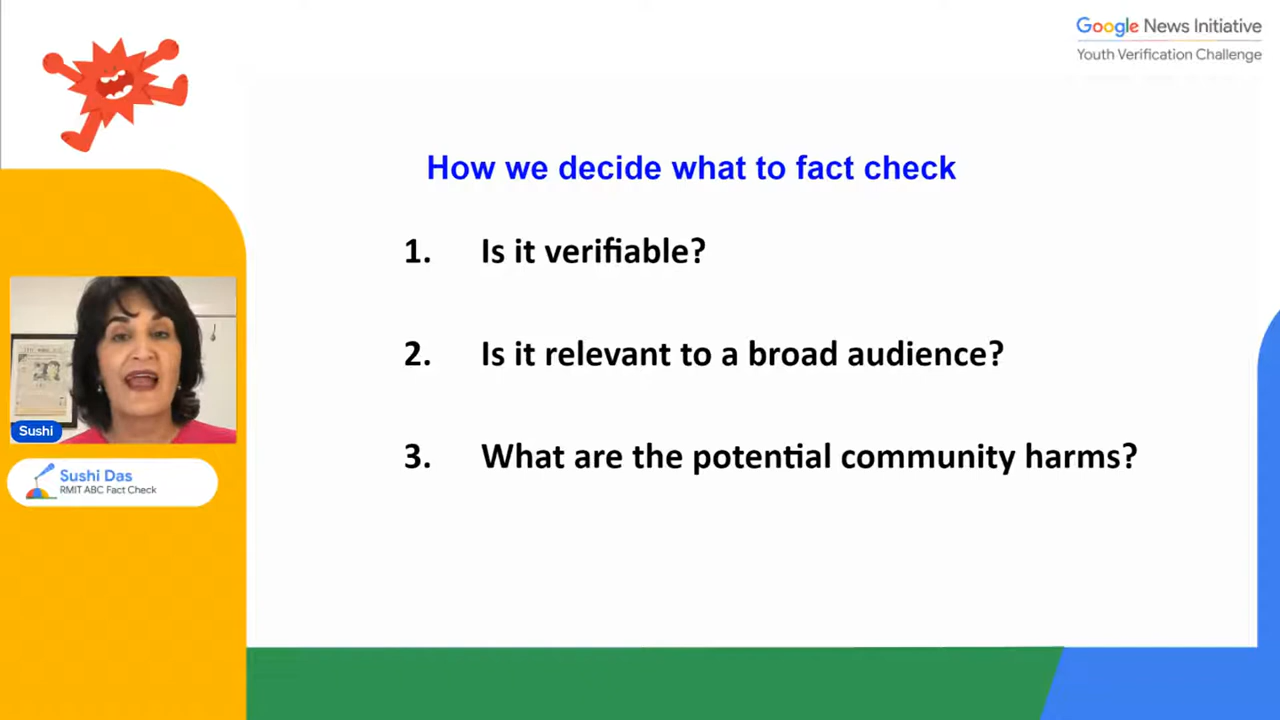 Google News Initiative
Youth Verification Challenge
How we decide what to fact check
1. Is it verifiable?
2. Is it relevant to a broad audience?
3. What are the potential community harms?
Sushi
Sushi Das
RMIT ABC Fact Check